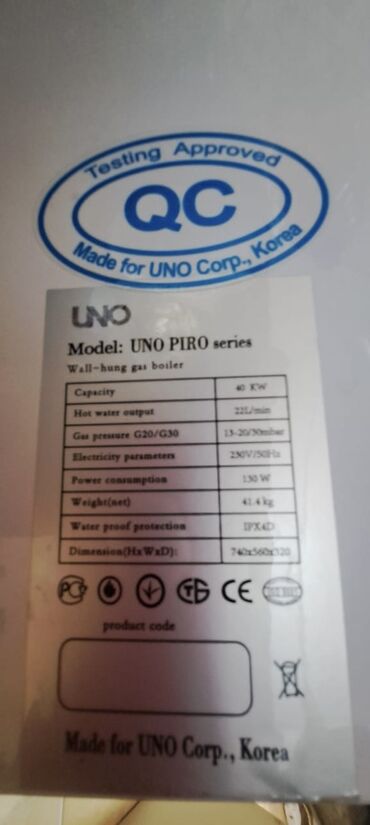 Testing Approved
QC
Made for UNO Corp., Korea
UNO
Model: UNO PIRO series
Wall-hung gas boiler
Capacity 40 KW
Hot water output 22L/min
Gas pressure G20/G30 13-20/30mbar
Electricity parameters 230V/50Hz
Power consumption 130 W
Weight(net) 41.4 kg
Water proof protection IPX4D
Dimension(HxWxD): 740x560x320
CE
product code
Made for UNO Corp., Korea